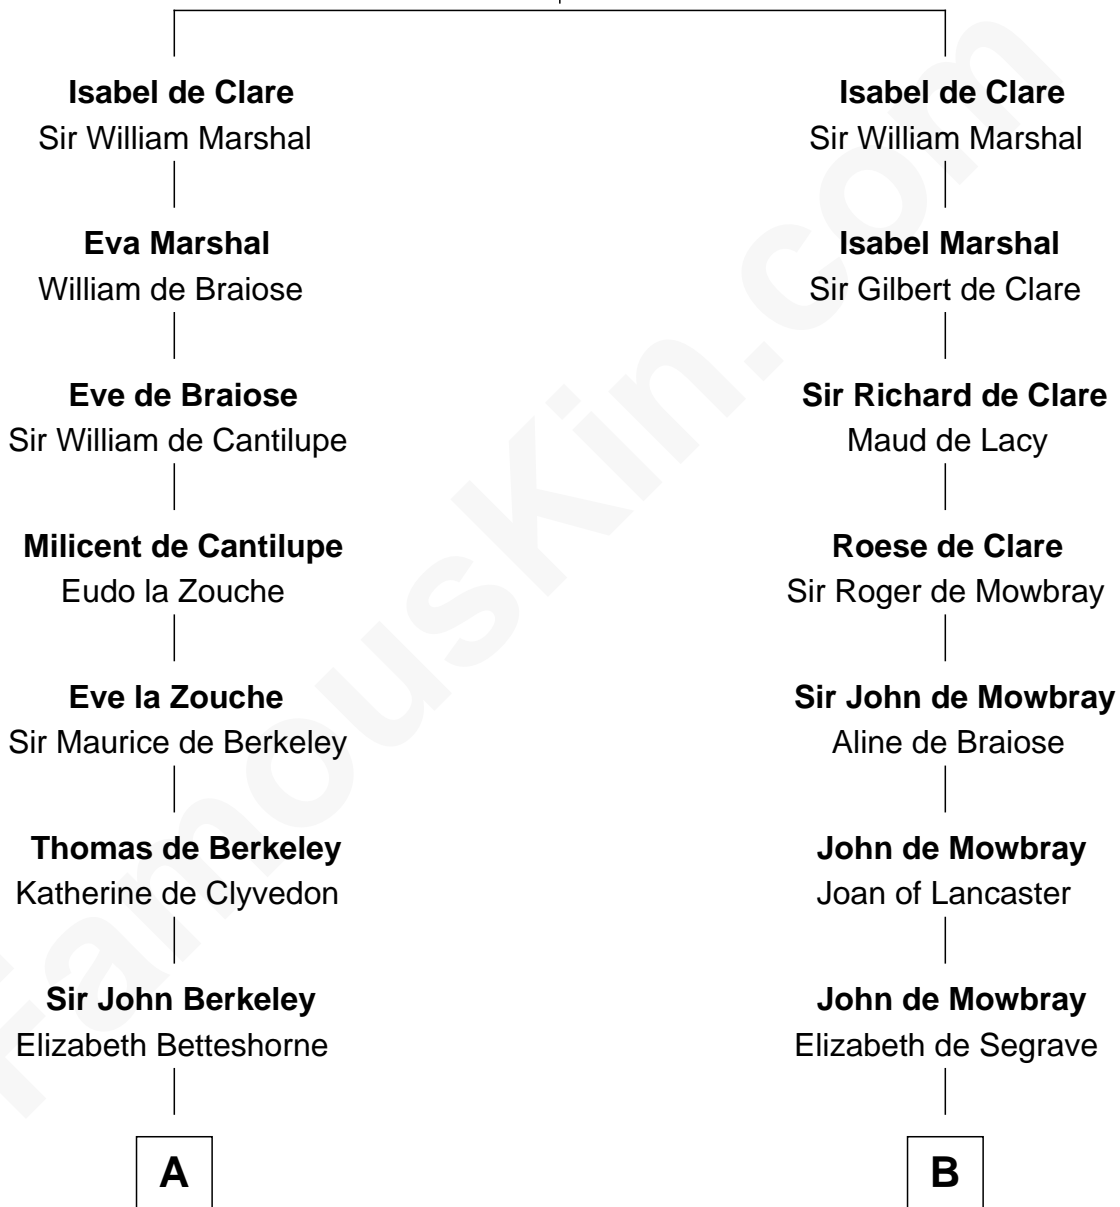 Isabel de Clare
Sir William Marshal
Eva Marshal
William de Braiose
Eve de Braiose
Sir William de Cantilupe
Milicent de Cantilupe
Eudo la Zouche
Eve la Zouche
Sir Maurice de Berkeley
Thomas de Berkeley
Katherine de Clyvedon
Sir John Berkeley
Elizabeth Betteshorne
A
Isabel de Clare
Sir William Marshal
Isabel Marshal
Sir Gilbert de Clare
Sir Richard de Clare
Maud de Lacy
Roese de Clare
Sir Roger de Mowbray
Sir John de Mowbray
Aline de Braiose
John de Mowbray
Joan of Lancaster
John de Mowbray
Elizabeth de Segrave
B
FamousKin.com